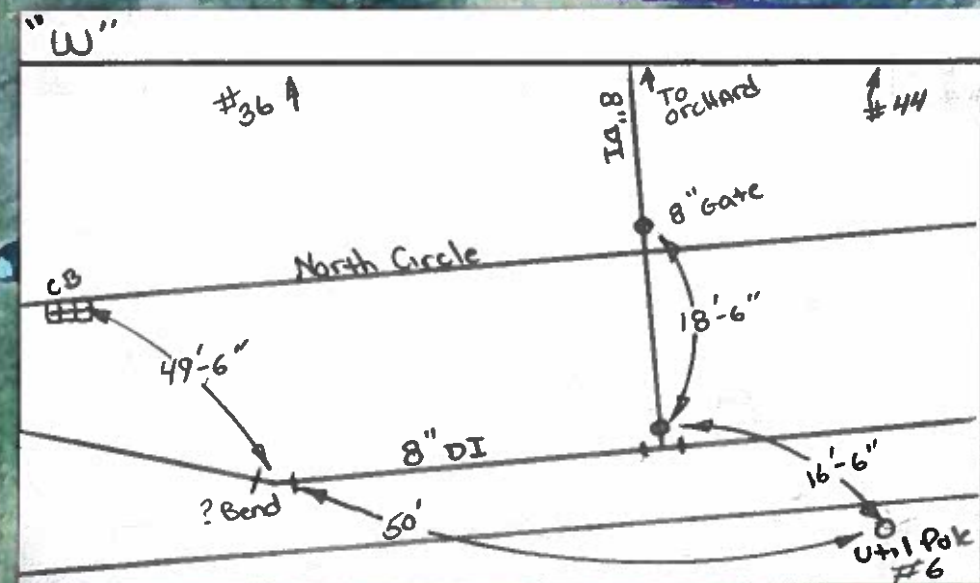 "W"
#36
8" DI
TO
Orchard
#44
8" Gate
North Circle
CB
18'-6"
49'-6"
8" DI
16'-6"
? Bend
50'
Util Pole
#6